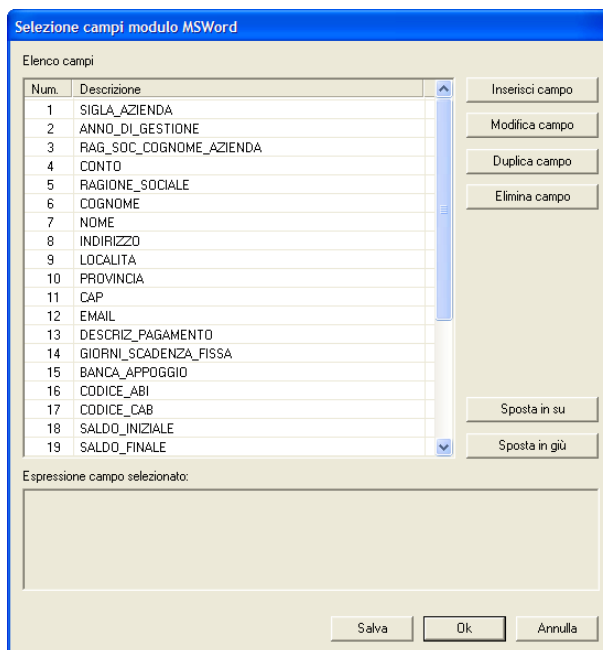 Selezione campi modulo MSWord
Elenco campi
Num. Descrizione
1 SIGLA_AZIENDA
2 ANNO_DI_GESTIONE
3 RAG_SOC_COGNOME_AZIENDA
4 CONTO
5 RAGIONE_SOCIALE
6 COGNOME
7 NOME
8 INDIRIZZO
9 LOCALITA
10 PROVINCIA
11 CAP
12 EMAIL
13 DESCRIZ_PAGAMENTO
14 GIORNI_SCADENZA_FISSA
15 BANCA_APPOGGIO
16 CODICE_ABI
17 CODICE_CAB
18 SALDO_INIZIALE
19 SALDO_FINALE
Inserisci campo
Modifica campo
Duplica campo
Elimina campo
Sposta in su
Sposta in giù
Espressione campo selezionato:
Salva Ok Annulla